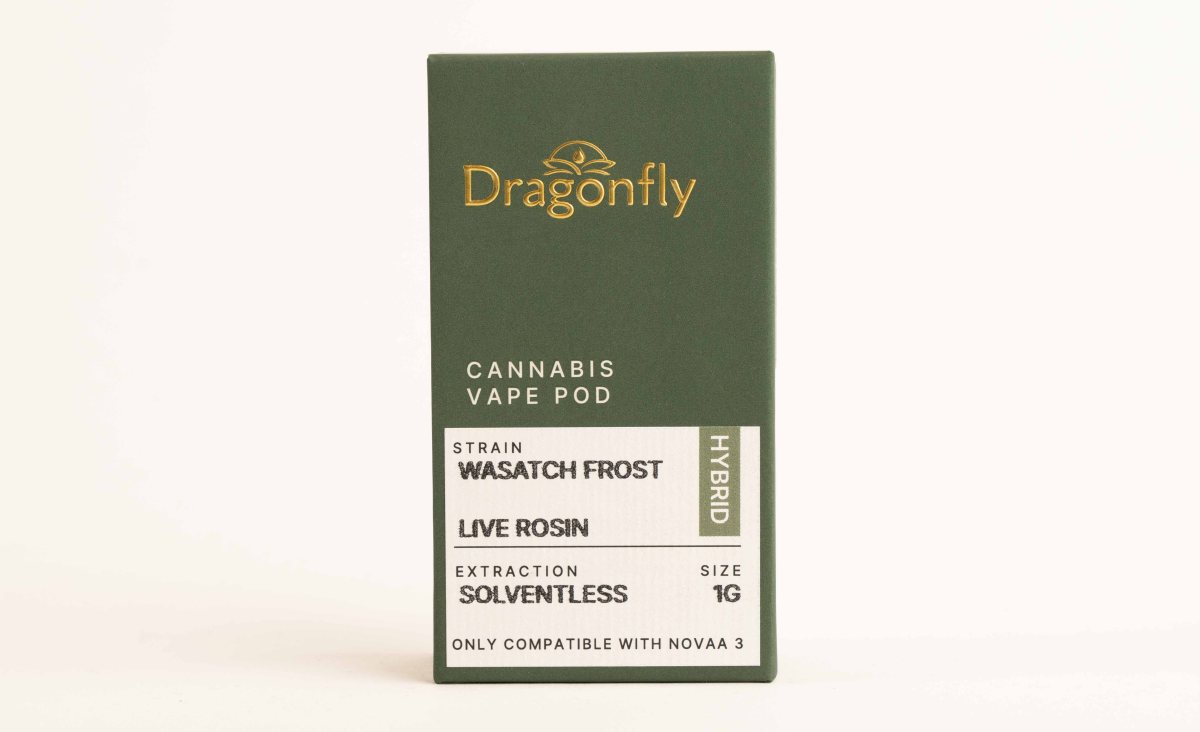 Dragonfly
CANNABIS
VAPE POD
STRAIN
WASATCH FROST
HYBRID
LIVE ROSIN
EXTRACTION
SIZE
SOLVENTLESS
1G
ONLY COMPATIBLE WITH NOVAA 3